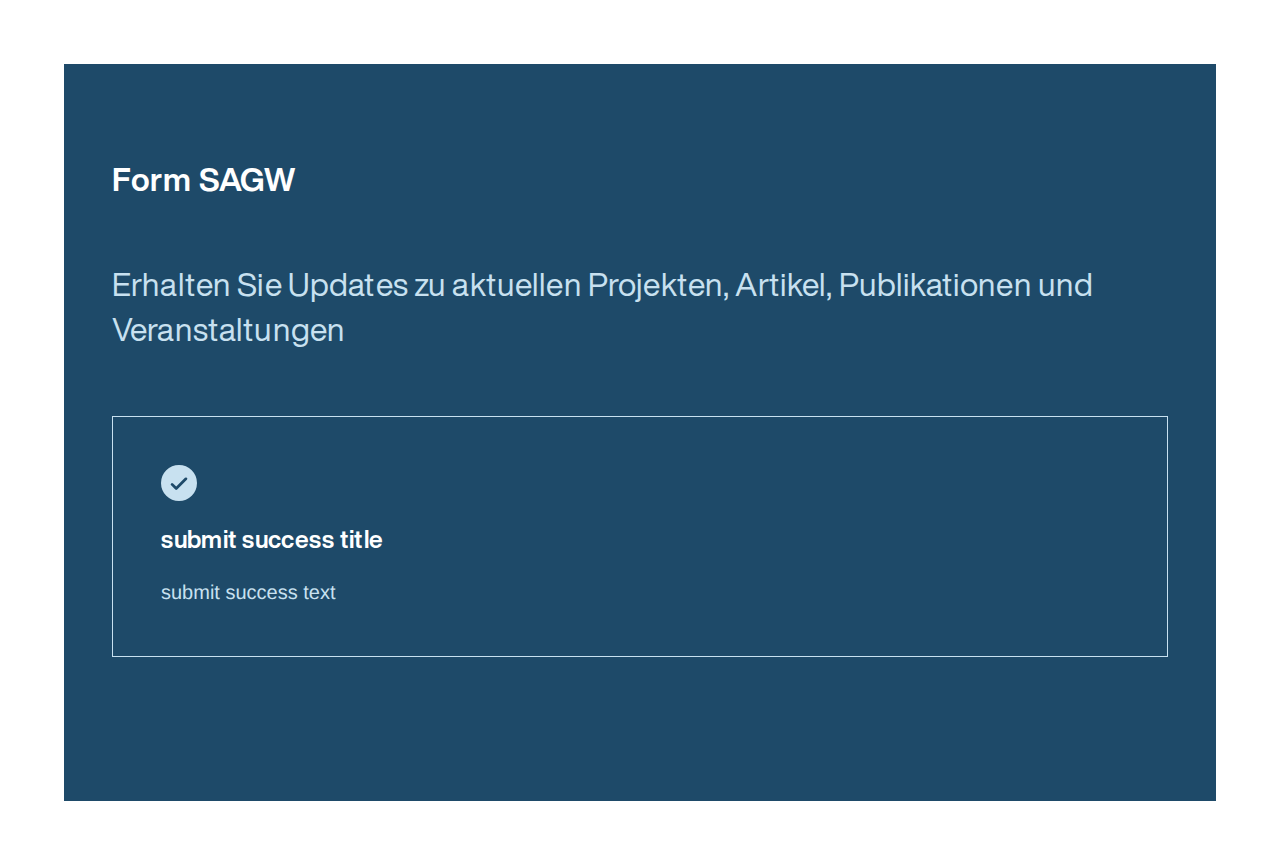 Form SAGW
Erhalten Sie Updates zu aktuellen Projekten, Artikel, Publikationen und
Veranstaltungen
submit success title
submit success text